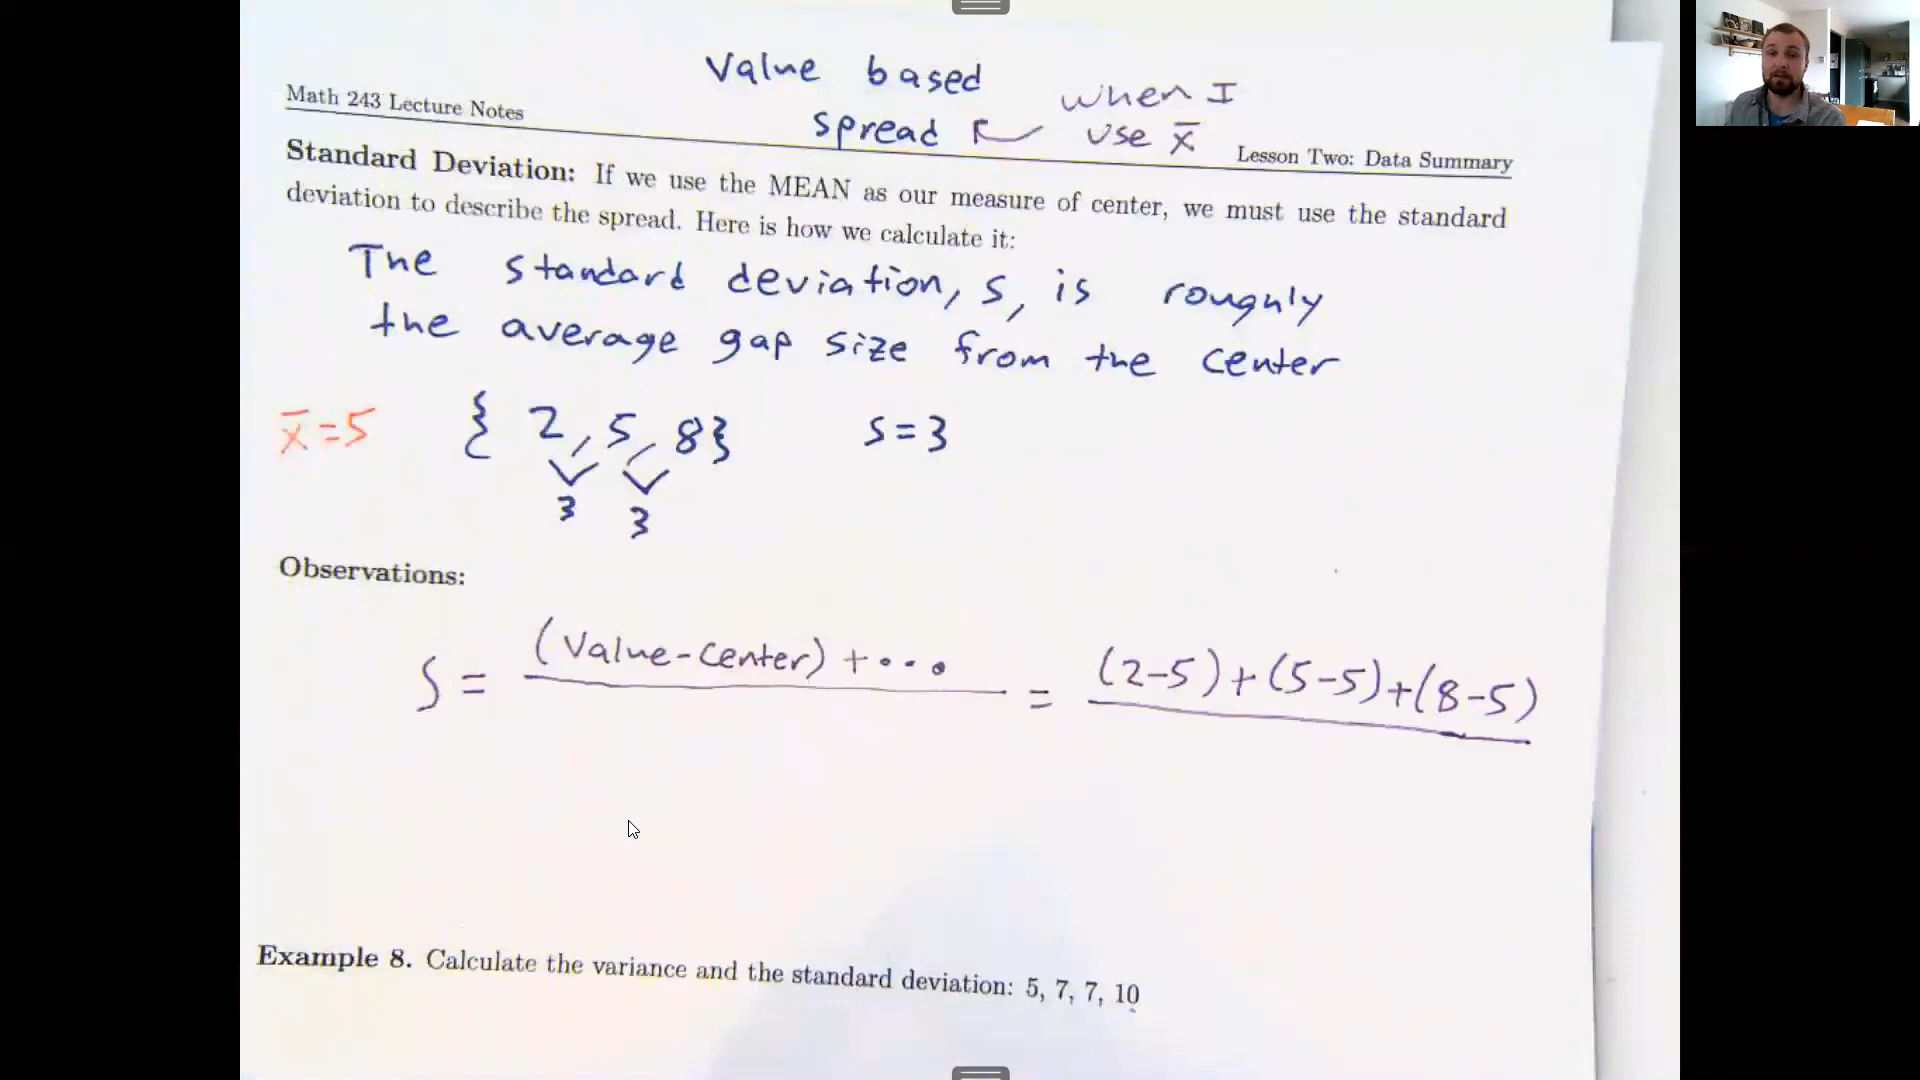 Value based
spread ↖ when I
use x̄
Math 243 Lecture Notes
Lesson Two: Data Summary
Standard Deviation: If we use the MEAN as our measure of center, we must use the standard
deviation to describe the spread. Here is how we calculate it:
The standard deviation, s, is roughly
the average gap size from the center
x̄=5 { 2, 5, 8} s=3
3 3
Observations:
S = (Value-center) +... = (2-5)+(5-5)+(8-5)
Example 8. Calculate the variance and the standard deviation: 5, 7, 7, 10